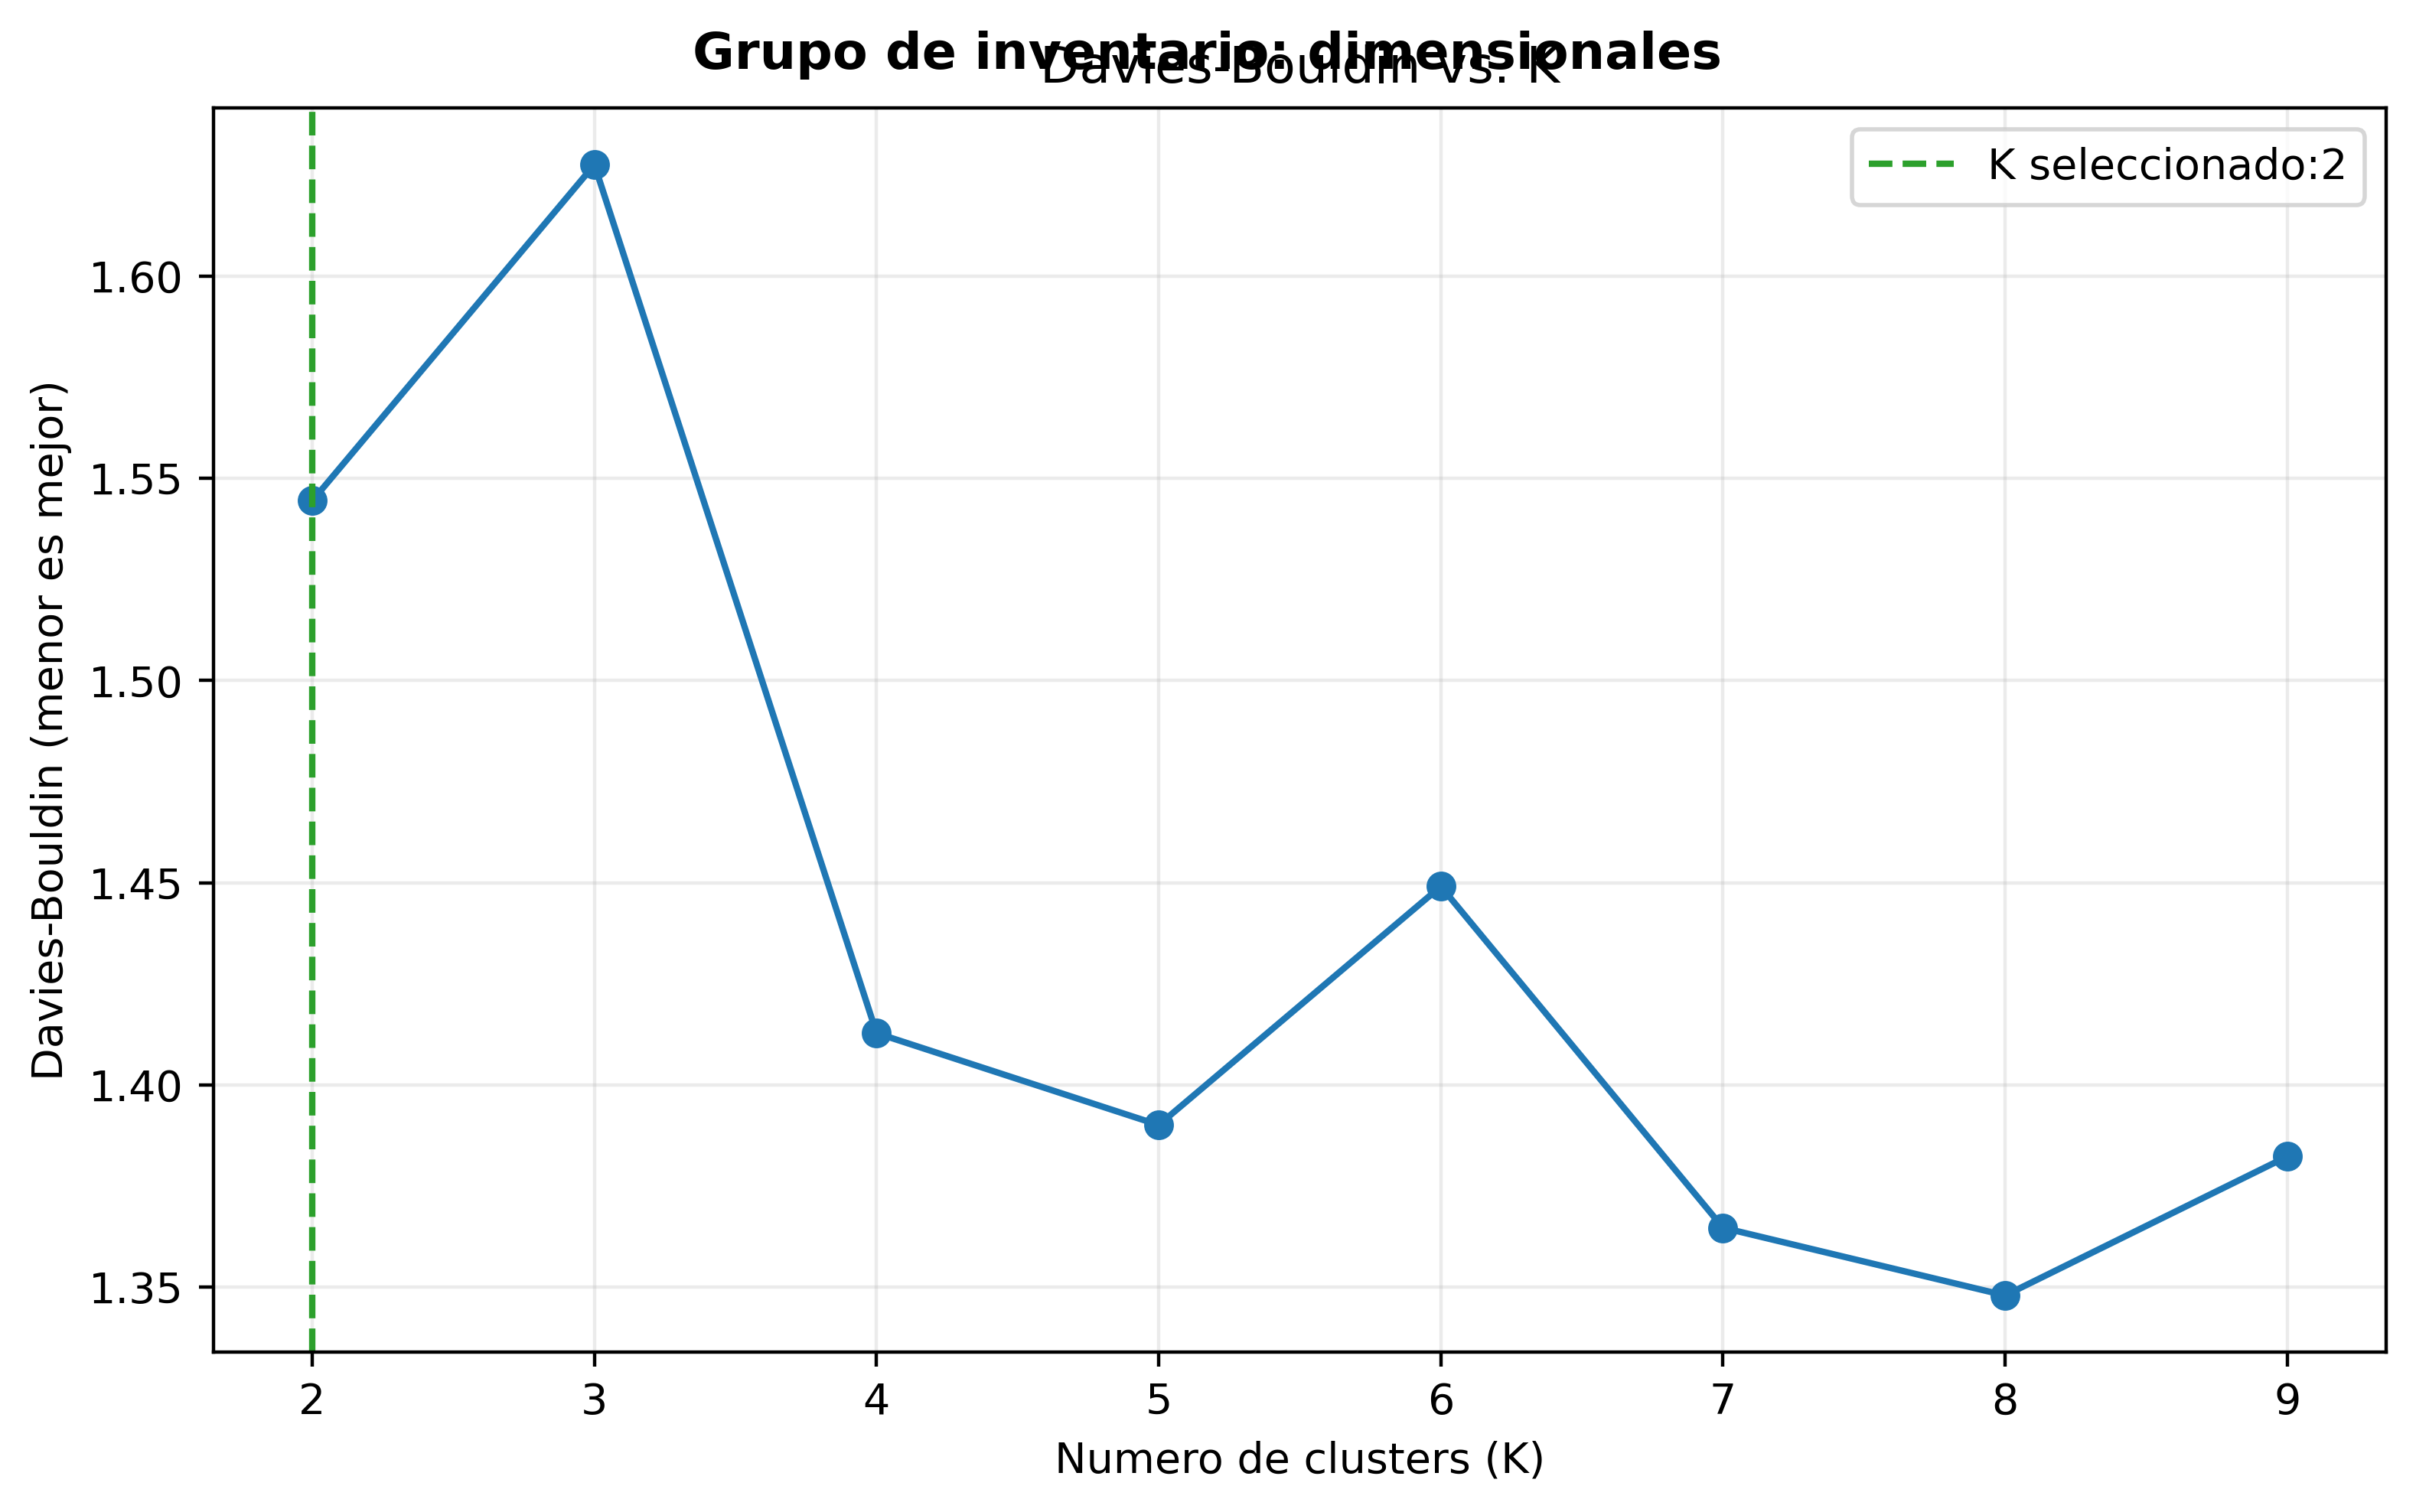 Grupo de inventario: dimensionales
Davies-Bouldin vs. K
K seleccionado:2
Davies-Bouldin (menor es mejor)
1.60
1.55
1.50
1.45
1.40
1.35
2 3 4 5 6 7 8 9
Numero de clusters (K)